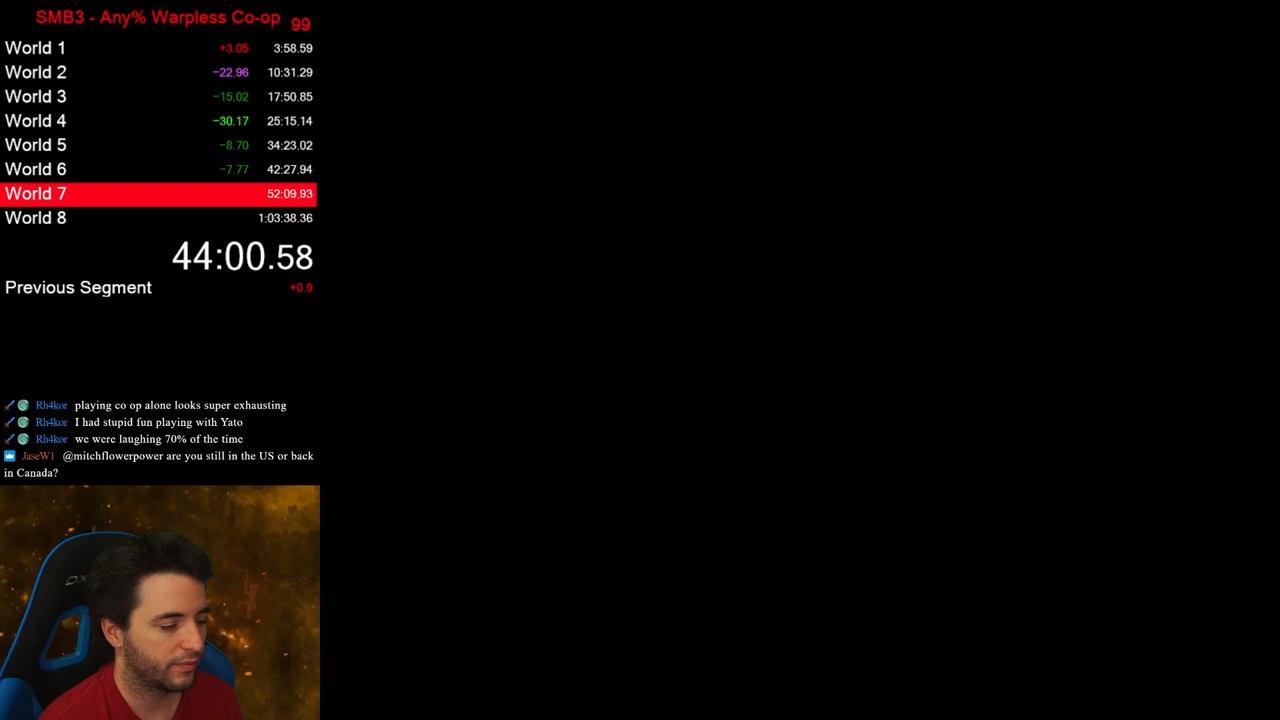 SMB3 - Any% Warpless Co-op 99
World 1 +3.05 3:58.59
World 2 −22.96 10:31.29
World 3 −15.02 17:50.85
World 4 −30.17 25:15.14
World 5 −8.70 34:23.02
World 6 −7.77 42:27.94
World 7 52:09.93
World 8 1:03:38.36
44:00.58
Previous Segment +0.9
Rh4kor playing co op alone looks super exhausting
Rh4kor I had stupid fun playing with Yato
Rh4kor we were laughing 70% of the time
JaseW1 @mitchflowerpower are you still in the US or back
in Canada?
DX